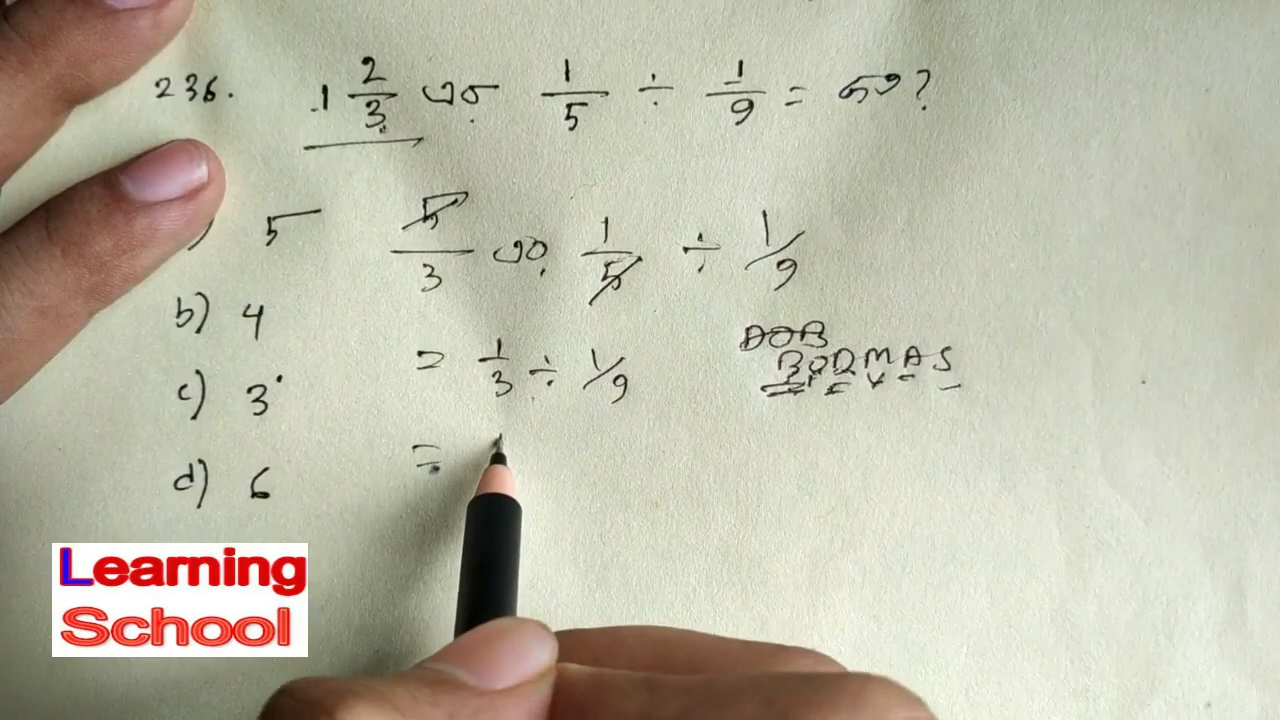 236. 1 2/3 এর 1/5 ÷ 1/9 = কত?
5
5/3 এর 1/5 ÷ 1/9
b) 4
= 1/3 ÷ 1/9
BODMAS
c) 3
=
d) 6
Learning
School